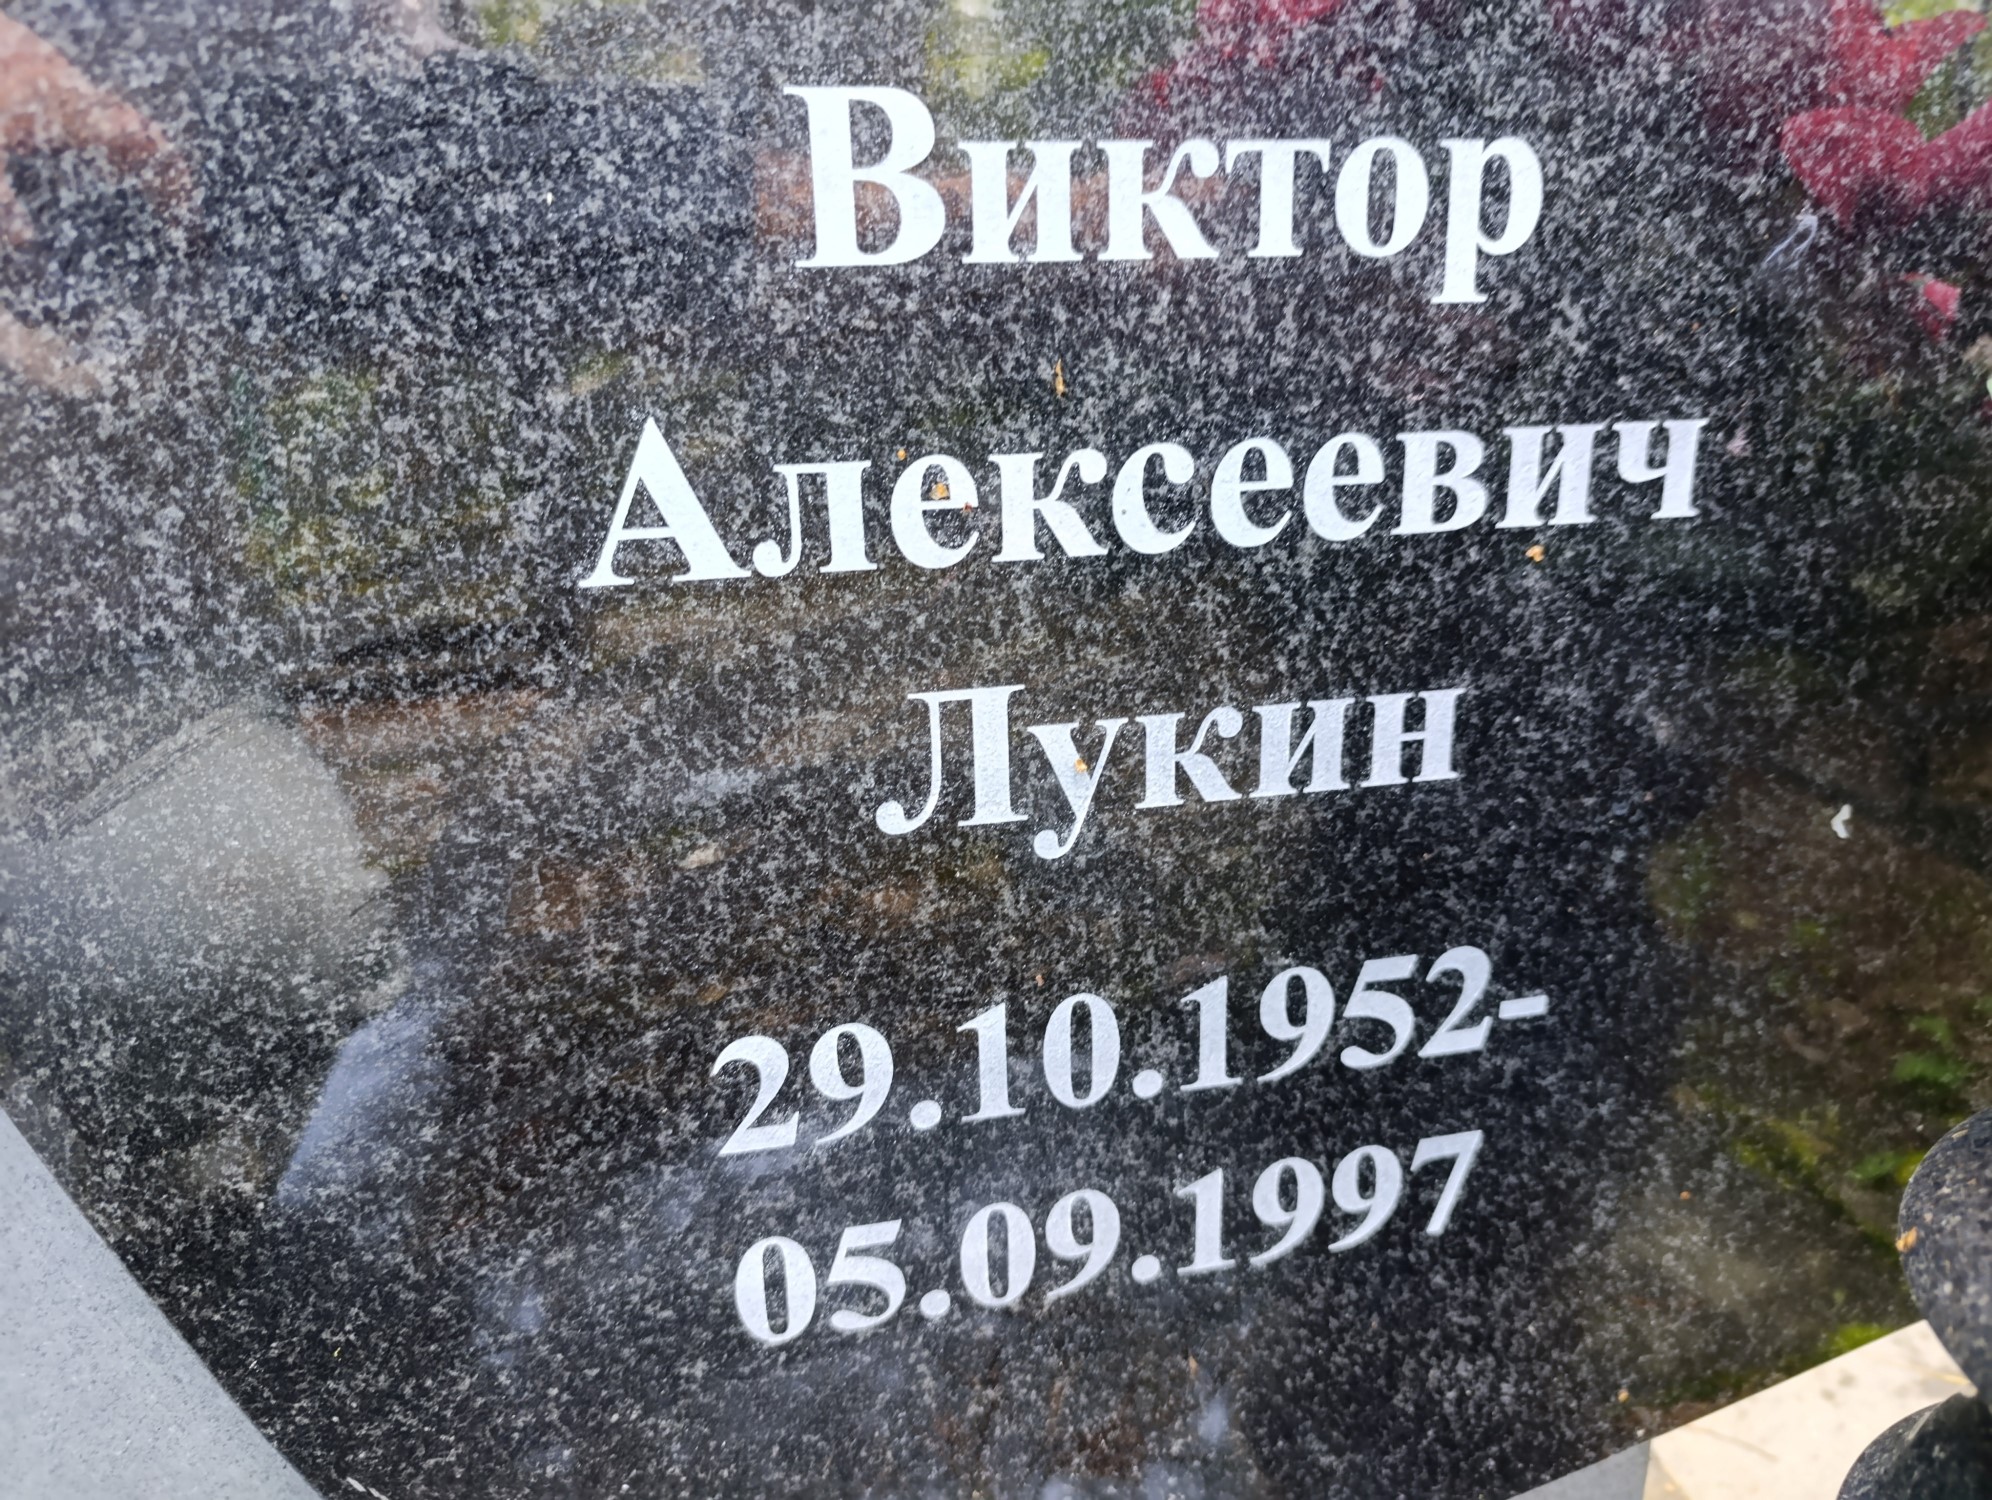 Виктор
Алексеевич
Лукин
29.10.1952-
05.09.1997